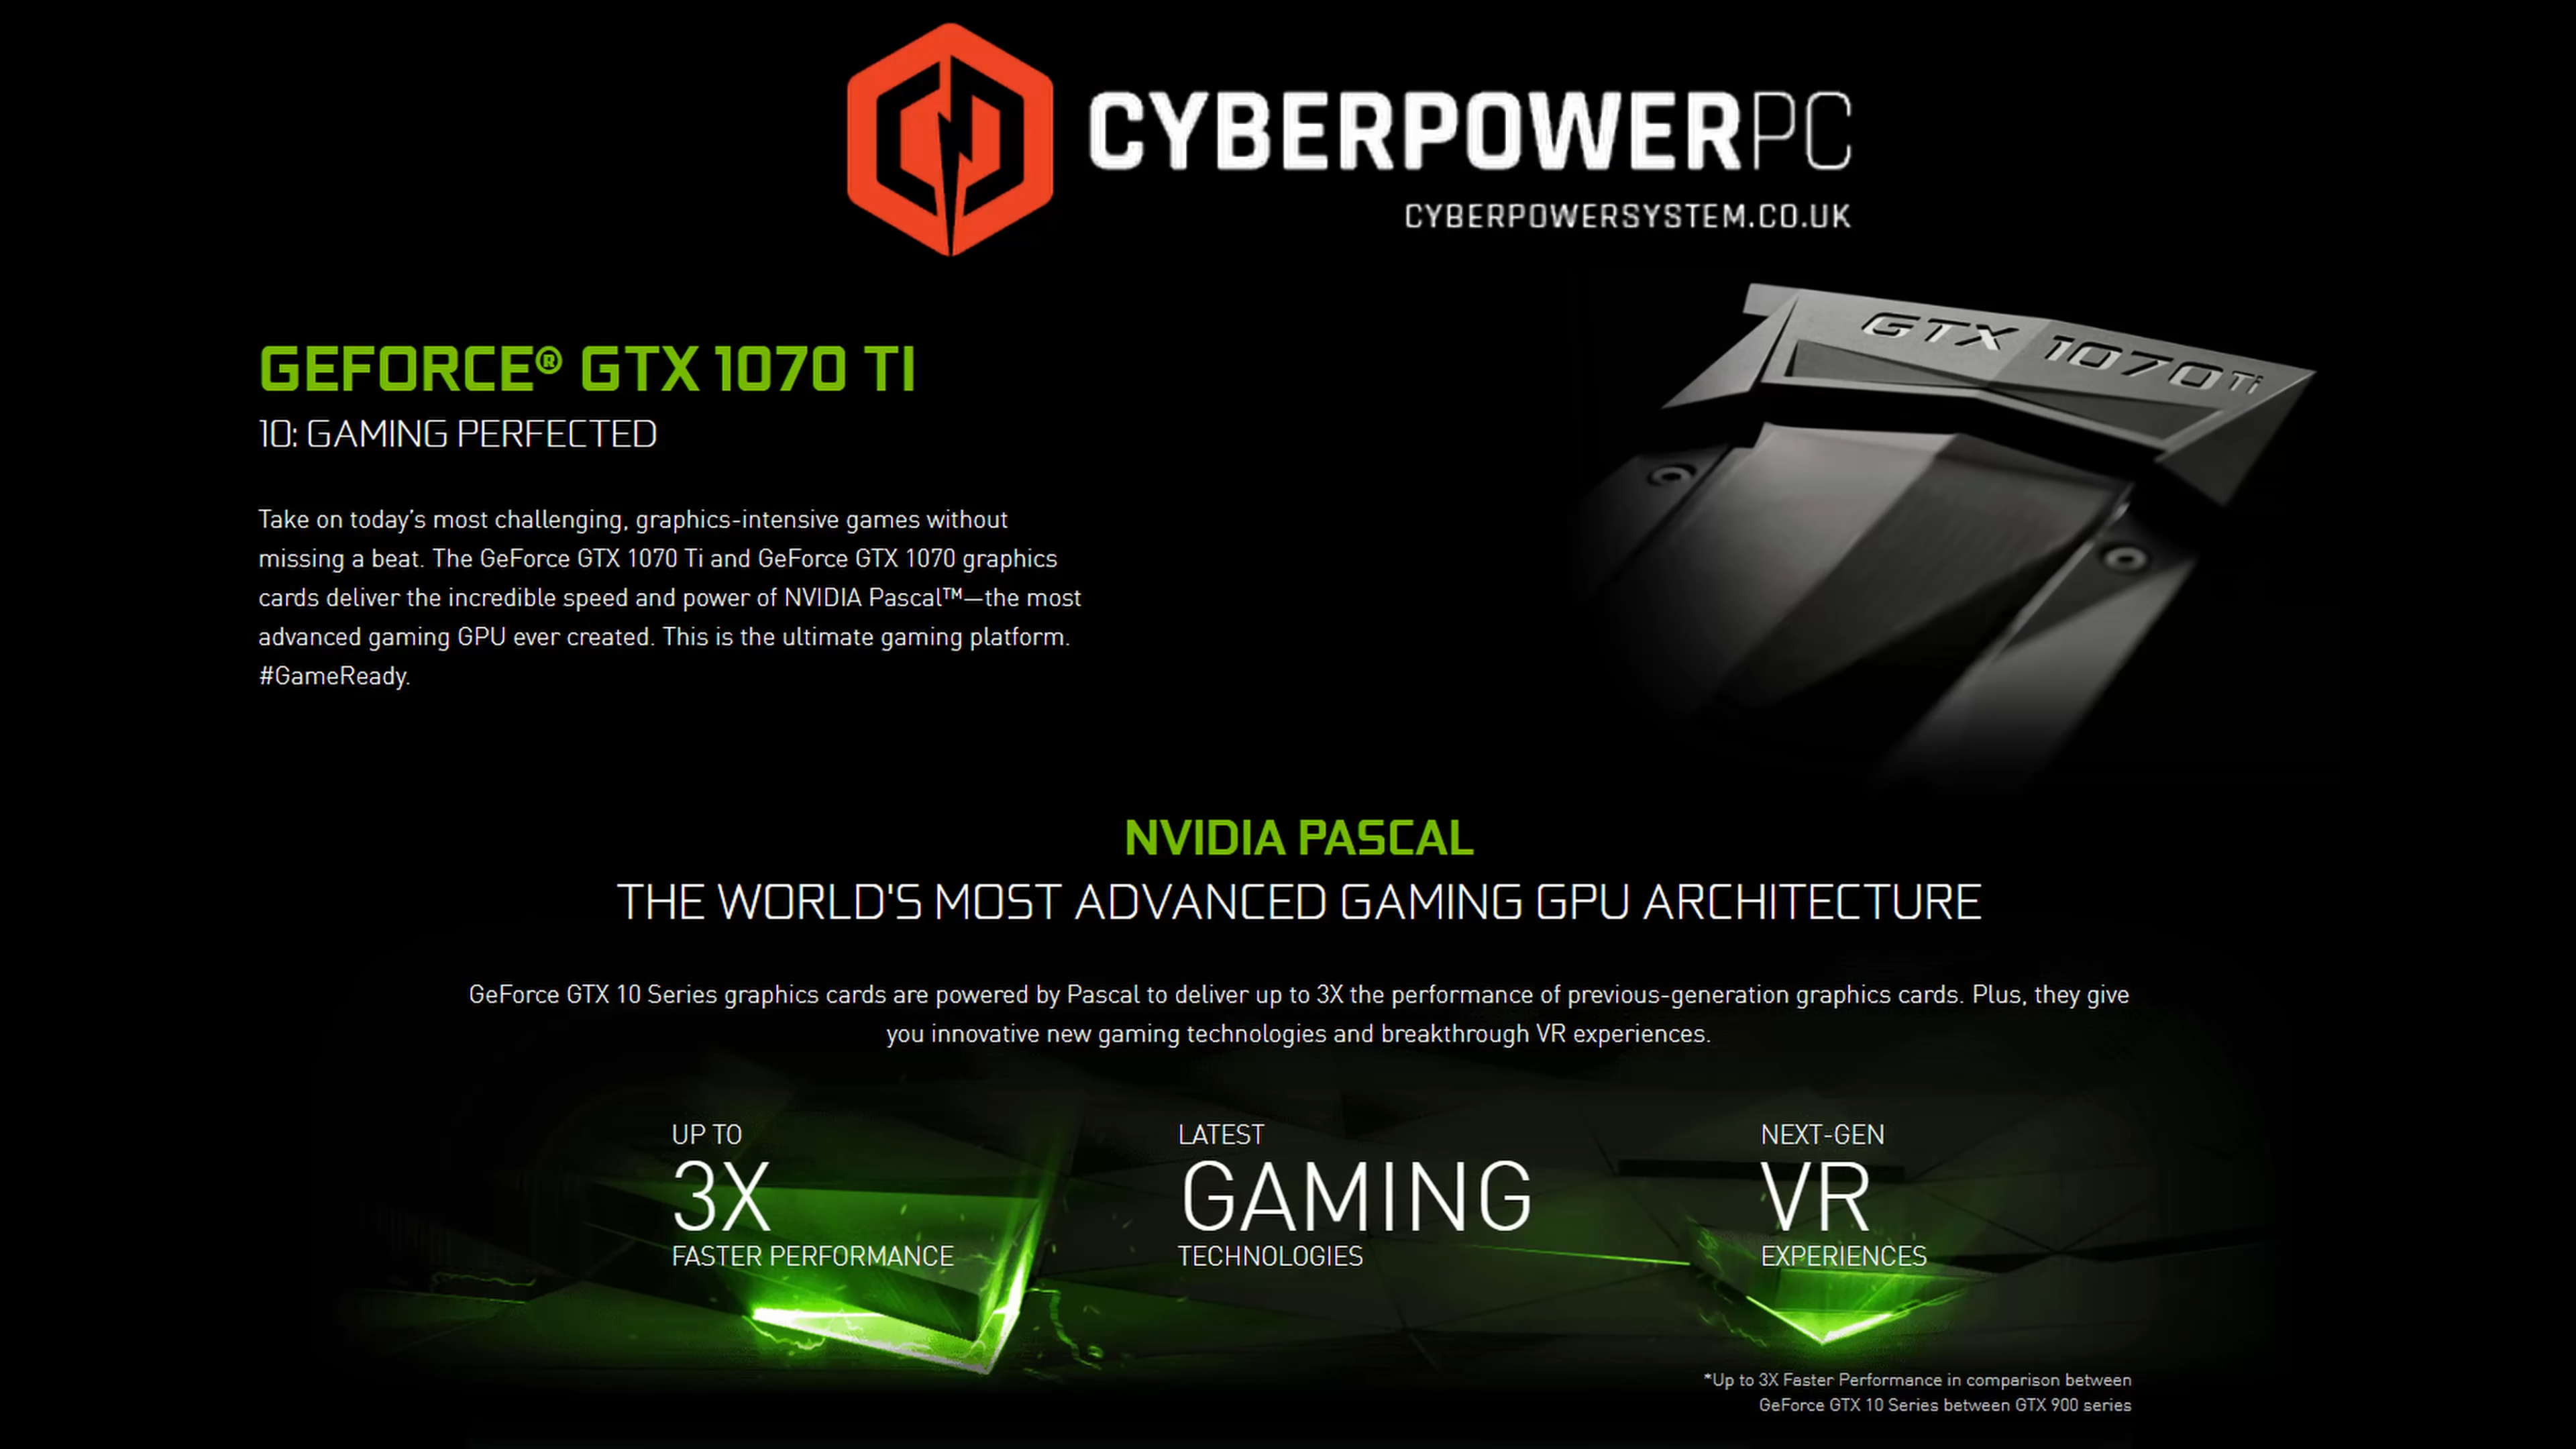 CYBERPOWERPC
CYBERPOWERSYSTEM.CO.UK
GTX 1070 Ti
GEFORCE® GTX 1070 TI
10: GAMING PERFECTED
Take on today’s most challenging, graphics-intensive games without
missing a beat. The GeForce GTX 1070 Ti and GeForce GTX 1070 graphics
cards deliver the incredible speed and power of NVIDIA Pascal™—the most
advanced gaming GPU ever created. This is the ultimate gaming platform.
#GameReady.
NVIDIA PASCAL
THE WORLD'S MOST ADVANCED GAMING GPU ARCHITECTURE
GeForce GTX 10 Series graphics cards are powered by Pascal to deliver up to 3X the performance of previous-generation graphics cards. Plus, they give
you innovative new gaming technologies and breakthrough VR experiences.
UP TO
3X
FASTER PERFORMANCE
LATEST
GAMING
TECHNOLOGIES
NEXT-GEN
VR
EXPERIENCES
*Up to 3X Faster Performance in comparison between
GeForce GTX 10 Series between GTX 900 series